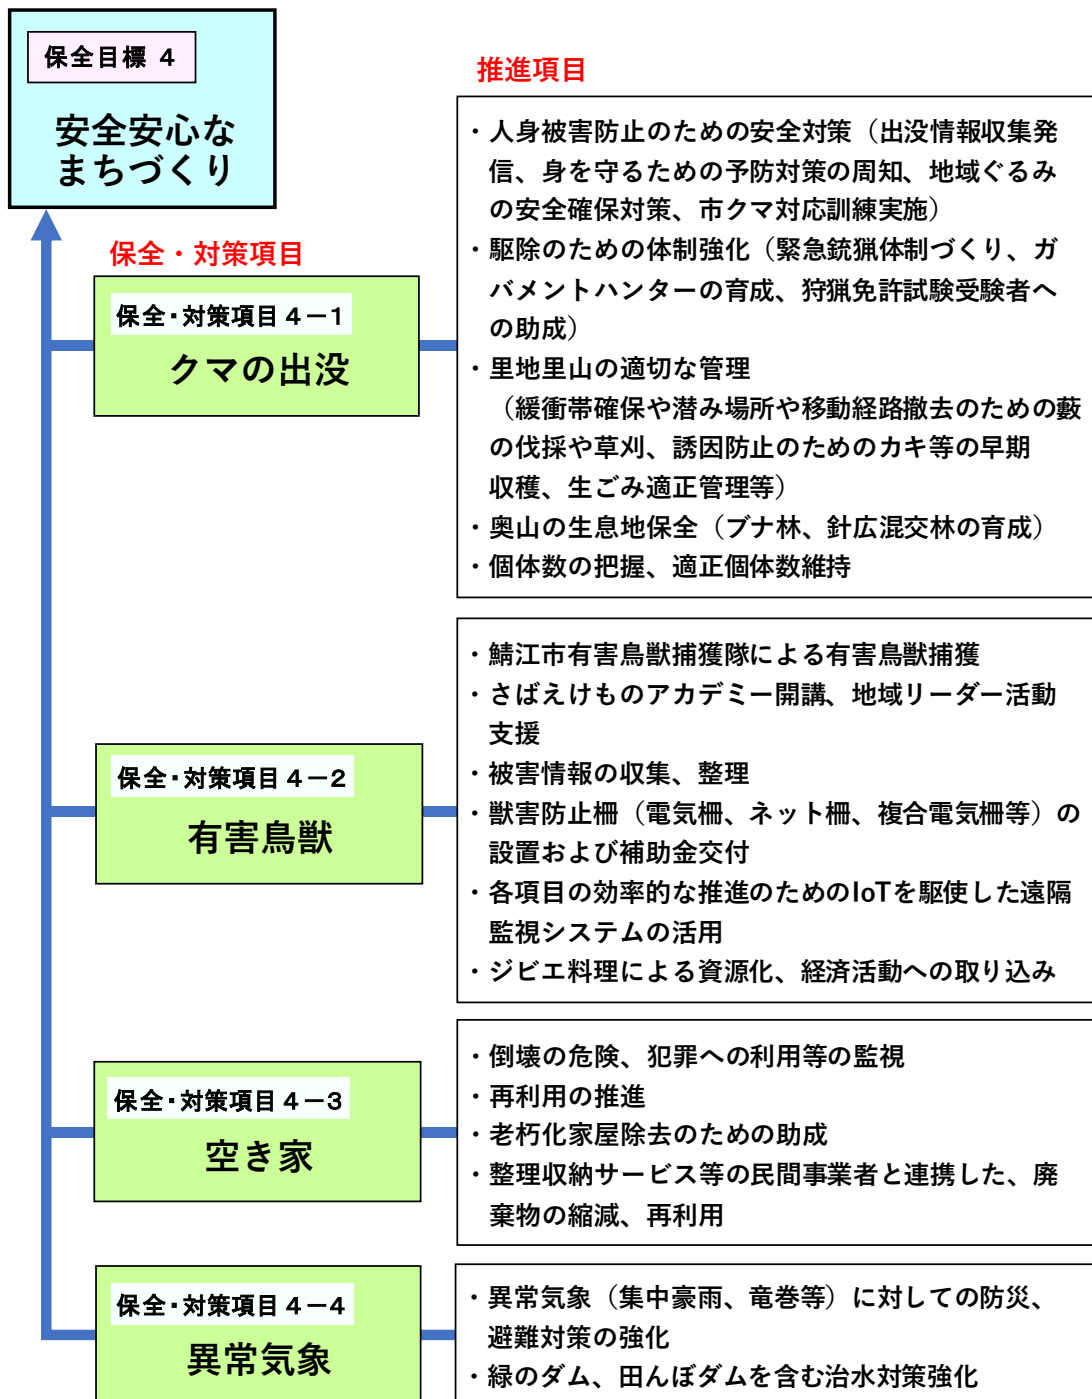 保全目標 4
安全安心な
まちづくり
推進項目
保全・対策項目
保全・対策項目4－1
クマの出没
・人身被害防止のための安全対策（出没情報収集発
信、身を守るための予防対策の周知、地域ぐるみ
の安全確保対策、市クマ対応訓練実施）
・駆除のための体制強化（緊急銃猟体制づくり、ガ
バメントハンターの育成、狩猟免許試験受験者へ
の助成）
・里地里山の適切な管理
（緩衝帯確保や潜み場所や移動経路撤去のための藪
の伐採や草刈、誘因防止のためのカキ等の早期
収穫、生ごみ適正管理等）
・奥山の生息地保全（ブナ林、針広混交林の育成）
・個体数の把握、適正個体数維持
保全・対策項目4－2
有害鳥獣
・鯖江市有害鳥獣捕獲隊による有害鳥獣捕獲
・さばえけものアカデミー開講、地域リーダー活動
支援
・被害情報の収集、整理
・獣害防止柵（電気柵、ネット柵、複合電気柵等）の
設置および補助金交付
・各項目の効率的な推進のためのIoTを駆使した遠隔
監視システムの活用
・ジビエ料理による資源化、経済活動への取り込み
保全・対策項目4－3
空き家
・倒壊の危険、犯罪への利用等の監視
・再利用の推進
・老朽化家屋除去のための助成
・整理収納サービス等の民間事業者と連携した、廃
棄物の縮減、再利用
保全・対策項目4－4
異常気象
・異常気象（集中豪雨、竜巻等）に対しての防災、
避難対策の強化
・緑のダム、田んぼダムを含む治水対策強化